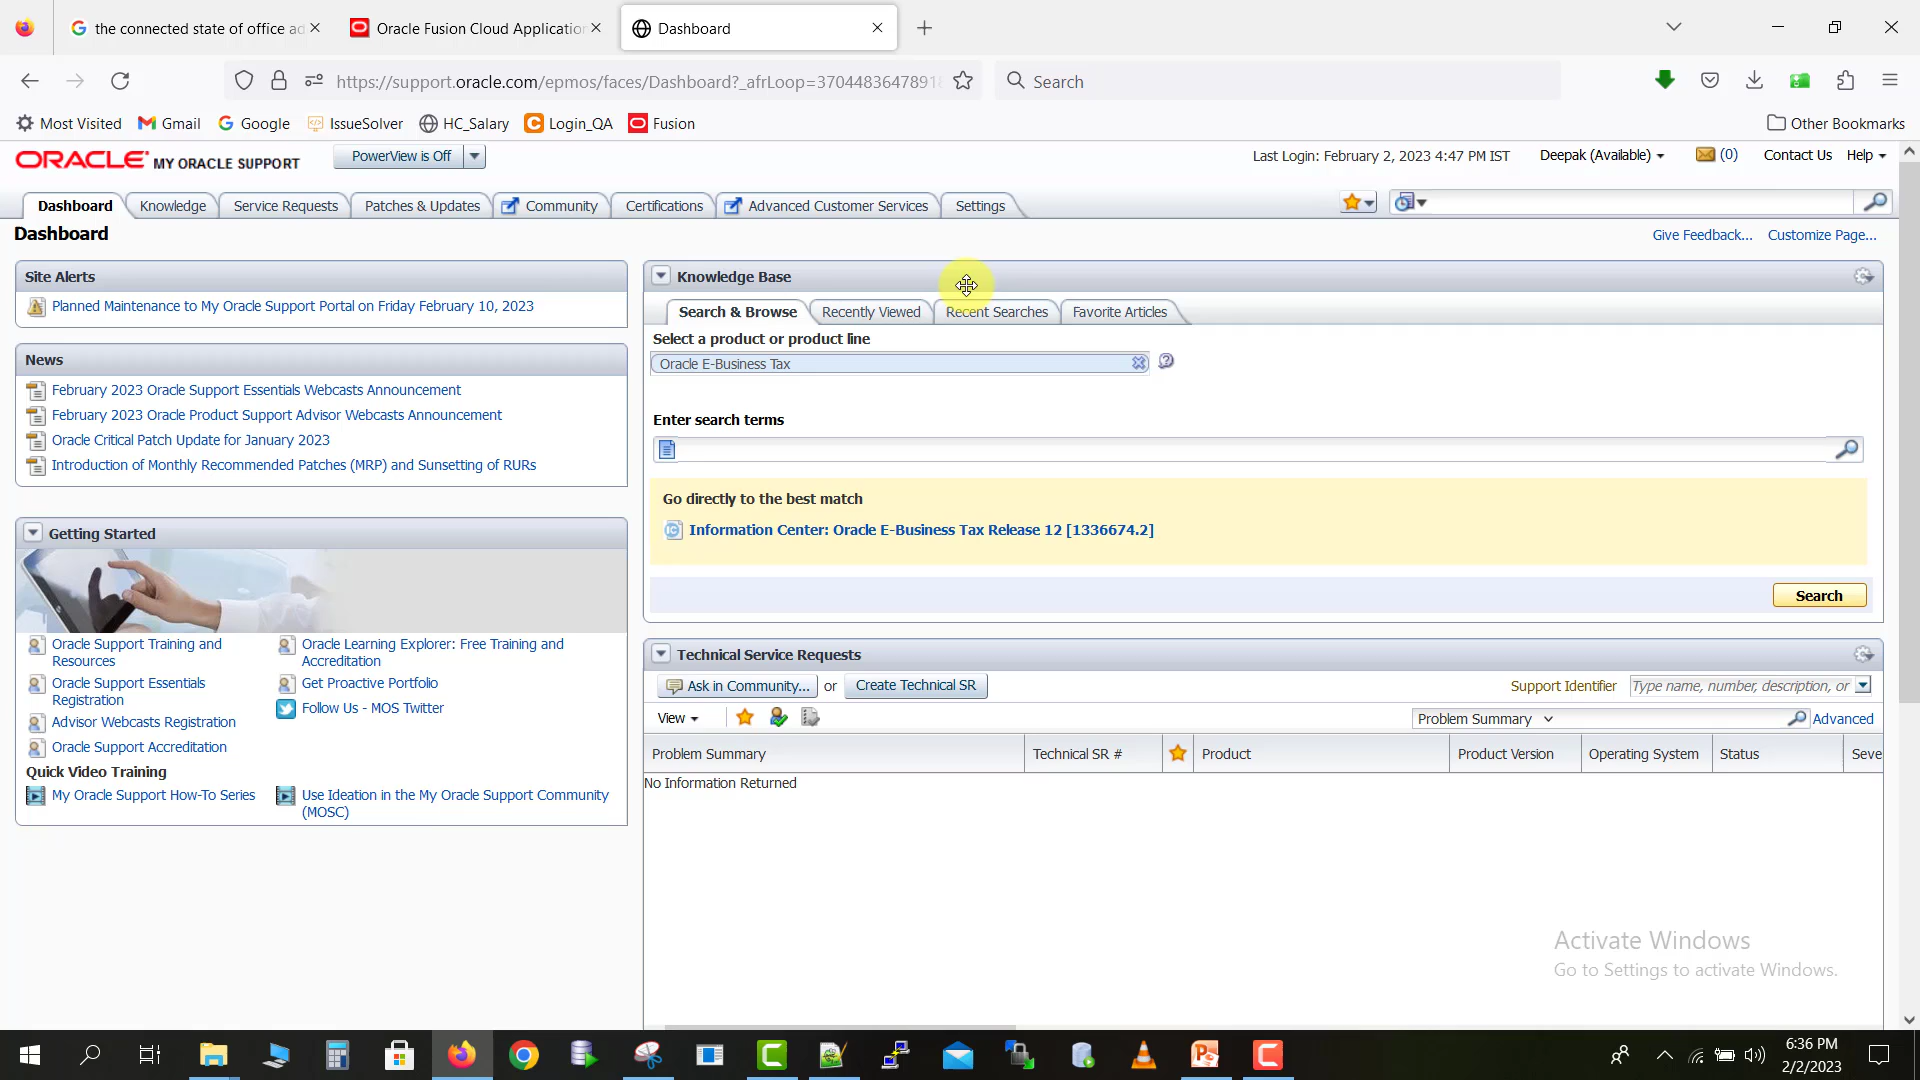 the connected state of office ad
Oracle Fusion Cloud Application
Dashboard
https://support.oracle.com/epmos/faces/Dashboard?_afrLoop=3704483647891
Search
Most Visited
Gmail
Google
IssueSolver
HC_Salary
Login_QA
Fusion
Other Bookmarks
ORACLE MY ORACLE SUPPORT
PowerView is Off
Last Login: February 2, 2023 4:47 PM IST
Deepak (Available)
(0)
Contact Us
Help
Dashboard
Knowledge
Service Requests
Patches & Updates
Community
Certifications
Advanced Customer Services
Settings
Dashboard
Give Feedback...
Customize Page...
Site Alerts
Planned Maintenance to My Oracle Support Portal on Friday February 10, 2023
News
February 2023 Oracle Support Essentials Webcasts Announcement
February 2023 Oracle Product Support Advisor Webcasts Announcement
Oracle Critical Patch Update for January 2023
Introduction of Monthly Recommended Patches (MRP) and Sunsetting of RURs
Getting Started
Oracle Support Training and
Resources
Oracle Support Essentials
Registration
Advisor Webcasts Registration
Oracle Support Accreditation
Oracle Learning Explorer: Free Training and
Accreditation
Get Proactive Portfolio
Follow Us - MOS Twitter
Quick Video Training
My Oracle Support How-To Series
Use Ideation in the My Oracle Support Community
(MOSC)
Knowledge Base
Search & Browse
Recently Viewed
Recent Searches
Favorite Articles
Select a product or product line
Oracle E-Business Tax
Enter search terms
Go directly to the best match
Information Center: Oracle E-Business Tax Release 12 [1336674.2]
Search
Technical Service Requests
Ask in Community...
or
Create Technical SR
Support Identifier
Type name, number, description, or
View
Problem Summary
Advanced
Problem Summary
Technical SR #
Product
Product Version
Operating System
Status
Seve
No Information Returned
Activate Windows
Go to Settings to activate Windows.
6:36 PM
2/2/2023